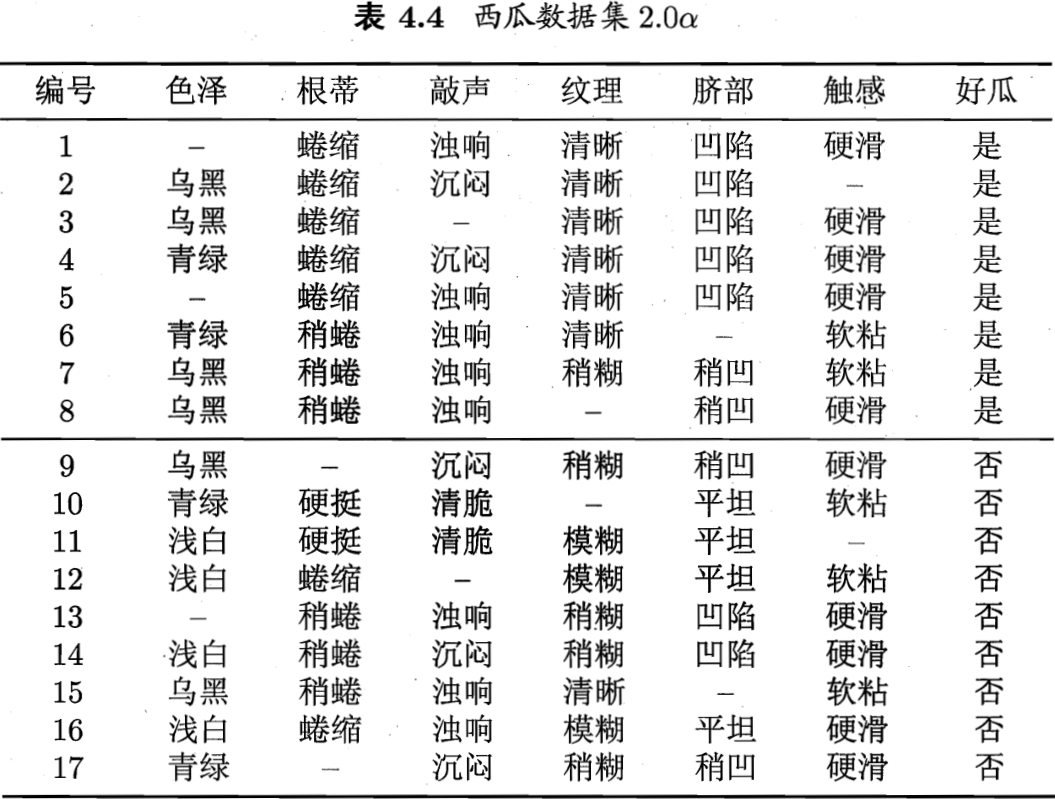 表 4.4 西瓜数据集 2.0α
编号 色泽 根蒂 敲声 纹理 脐部 触感 好瓜
1 – 蜷缩 浊响 清晰 凹陷 硬滑 是
2 乌黑 蜷缩 沉闷 清晰 凹陷 – 是
3 乌黑 蜷缩 – 清晰 凹陷 硬滑 是
4 青绿 蜷缩 沉闷 清晰 凹陷 硬滑 是
5 – 蜷缩 浊响 清晰 凹陷 硬滑 是
6 青绿 稍蜷 浊响 清晰 – 软粘 是
7 乌黑 稍蜷 浊响 稍糊 稍凹 软粘 是
8 乌黑 稍蜷 浊响 – 稍凹 硬滑 是
9 乌黑 – 沉闷 稍糊 稍凹 硬滑 否
10 青绿 硬挺 清脆 – 平坦 软粘 否
11 浅白 硬挺 清脆 模糊 平坦 – 否
12 浅白 蜷缩 – 模糊 平坦 软粘 否
13 – 稍蜷 浊响 稍糊 凹陷 硬滑 否
14 浅白 稍蜷 沉闷 稍糊 凹陷 硬滑 否
15 乌黑 稍蜷 浊响 清晰 – 软粘 否
16 浅白 蜷缩 浊响 模糊 平坦 硬滑 否
17 青绿 – 沉闷 稍糊 稍凹 硬滑 否